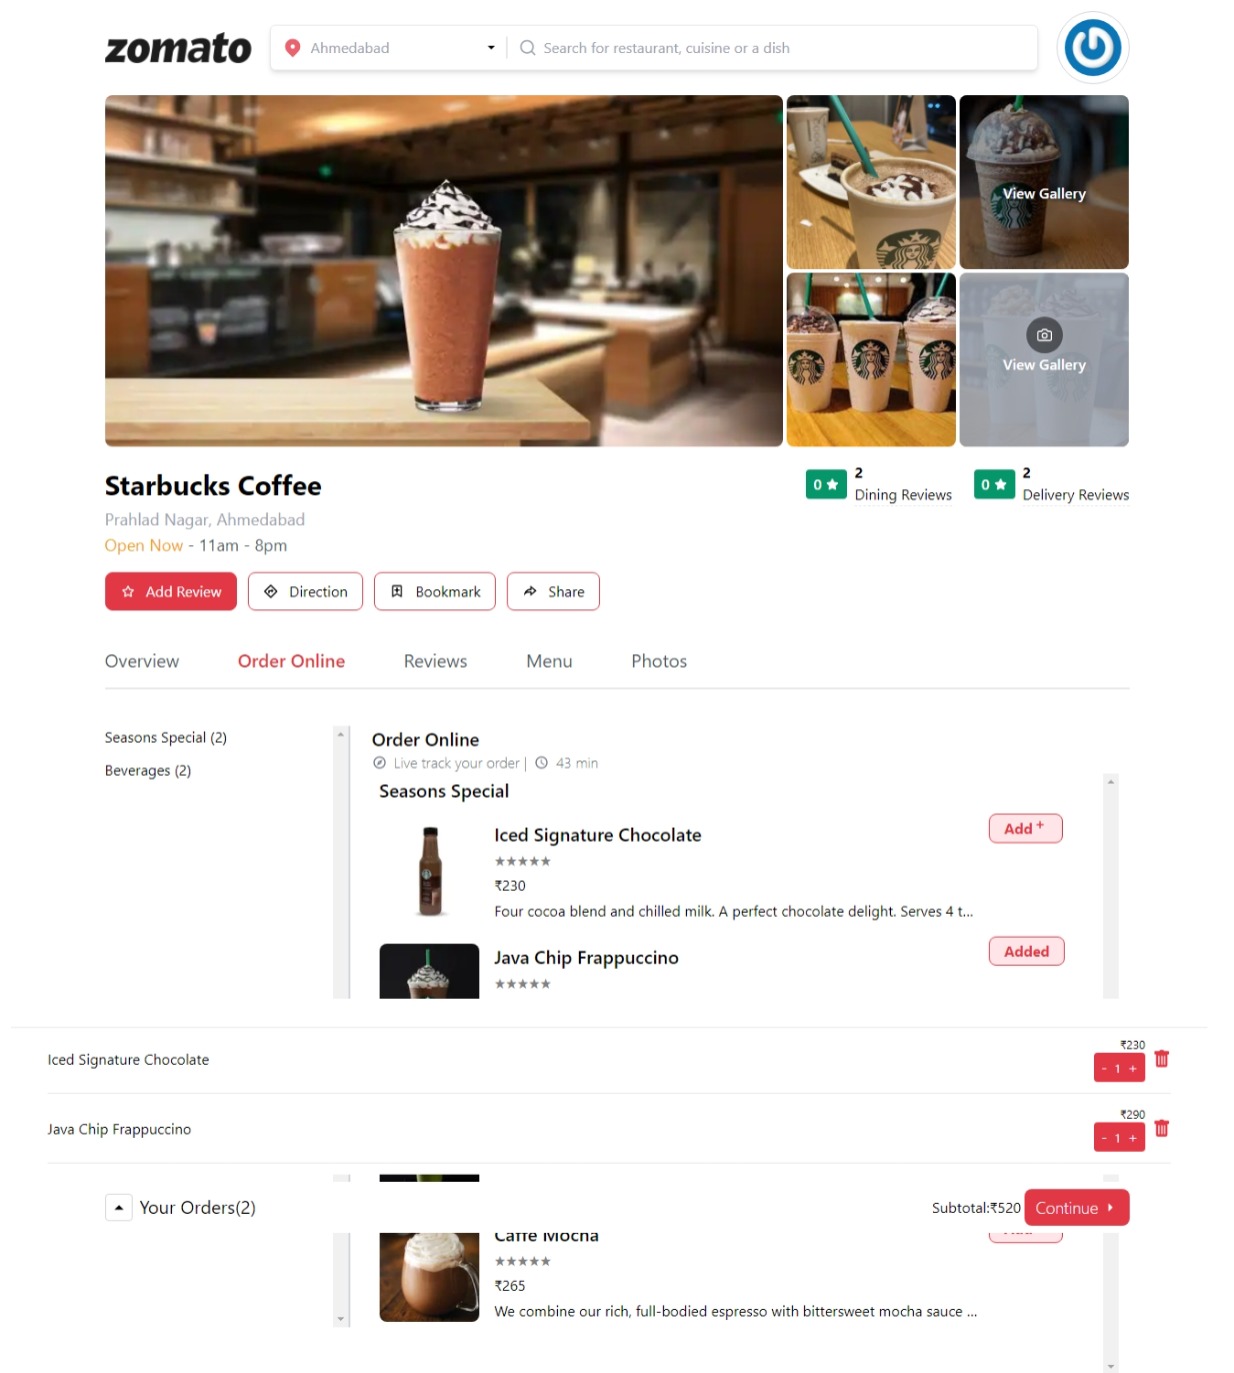 zomato
Ahmedabad
Search for restaurant, cuisine or a dish
View Gallery
View Gallery
Starbucks Coffee
Prahlad Nagar, Ahmedabad
Open Now - 11am - 8pm
0 ★ 2 Dining Reviews
0 ★ 2 Delivery Reviews
Add Review
Direction
Bookmark
Share
Overview
Order Online
Reviews
Menu
Photos
Seasons Special (2)
Beverages (2)
Order Online
Live track your order | 43 min
Seasons Special
Iced Signature Chocolate
Add +
★★★★★
₹230
Four cocoa blend and chilled milk. A perfect chocolate delight. Serves 4 t...
Java Chip Frappuccino
Added
★★★★★
Iced Signature Chocolate
₹230
- 1 +
Java Chip Frappuccino
₹290
- 1 +
Your Orders(2)
Subtotal:₹520
Continue
Caffe Mocha
★★★★★
₹265
We combine our rich, full-bodied espresso with bittersweet mocha sauce ...